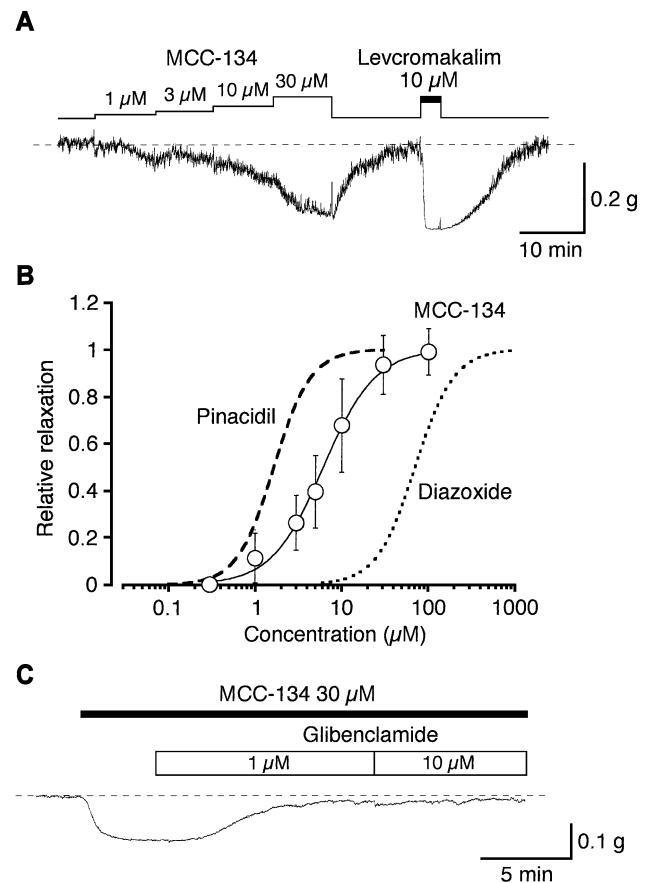 A
MCC-134
Levcromakalim
1 µM
3 µM
10 µM
30 µM
10 µM
0.2 g
10 min
B
1.2
1
0.8
0.6
0.4
0.2
0
Relative relaxation
MCC-134
Pinacidil
Diazoxide
0.1 1 10 100 1000
Concentration (µM)
C
MCC-134 30 µM
Glibenclamide
1 µM
10 µM
0.1 g
5 min